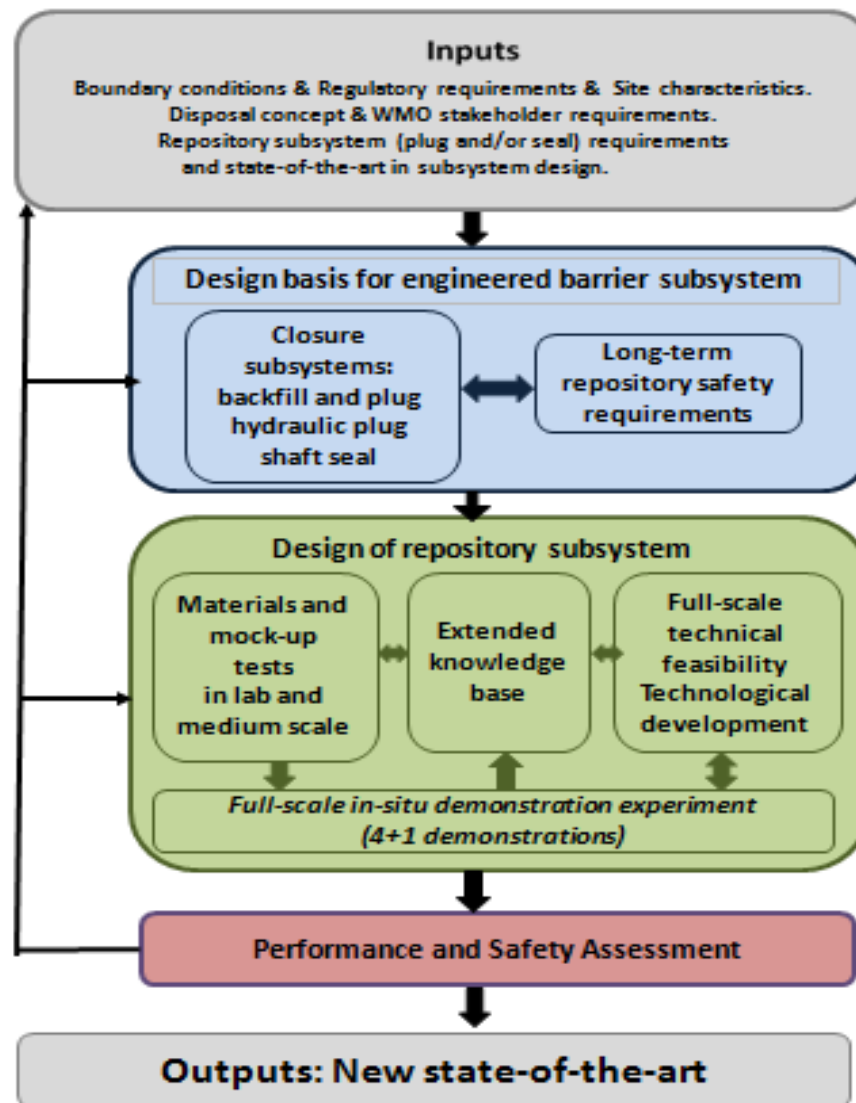 Inputs
Boundary conditions & Regulatory requirements & Site characteristics.
Disposal concept & WMO stakeholder requirements.
Repository subsystem (plug and/or seal) requirements
and state-of-the-art in subsystem design.
Design basis for engineered barrier subsystem
Closure
subsystems:
backfill and plug
hydraulic plug
shaft seal
Long-term
repository safety
requirements
Design of repository subsystem
Materials and
mock-up
tests
in lab and
medium scale
Extended
knowledge
base
Full-scale
technical
feasibility
Technological
development
Full-scale in-situ demonstration experiment
(4+1 demonstrations)
Performance and Safety Assessment
Outputs: New state-of-the-art